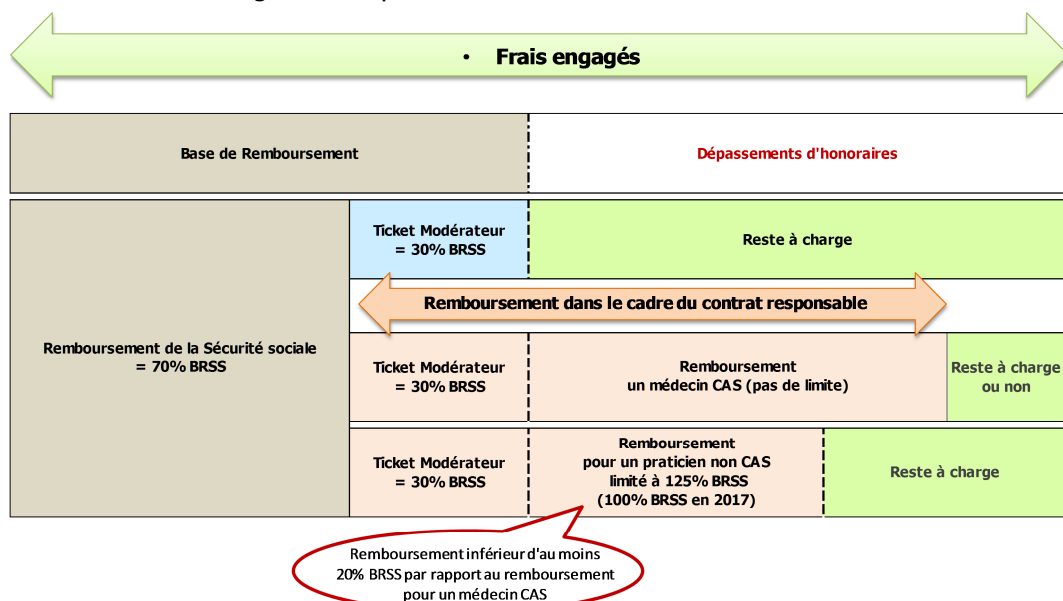 • Frais engagés
Base de Remboursement
Dépassements d'honoraires
Ticket Modérateur
= 30% BRSS
Reste à charge
Remboursement dans le cadre du contrat responsable
Remboursement de la Sécurité sociale
= 70% BRSS
Ticket Modérateur
= 30% BRSS
Remboursement
un médecin CAS (pas de limite)
Reste à charge
ou non
Ticket Modérateur
= 30% BRSS
Remboursement
pour un praticien non CAS
limité à 125% BRSS
(100% BRSS en 2017)
Reste à charge
Remboursement inférieur d'au moins
20% BRSS par rapport au remboursement
pour un médecin CAS